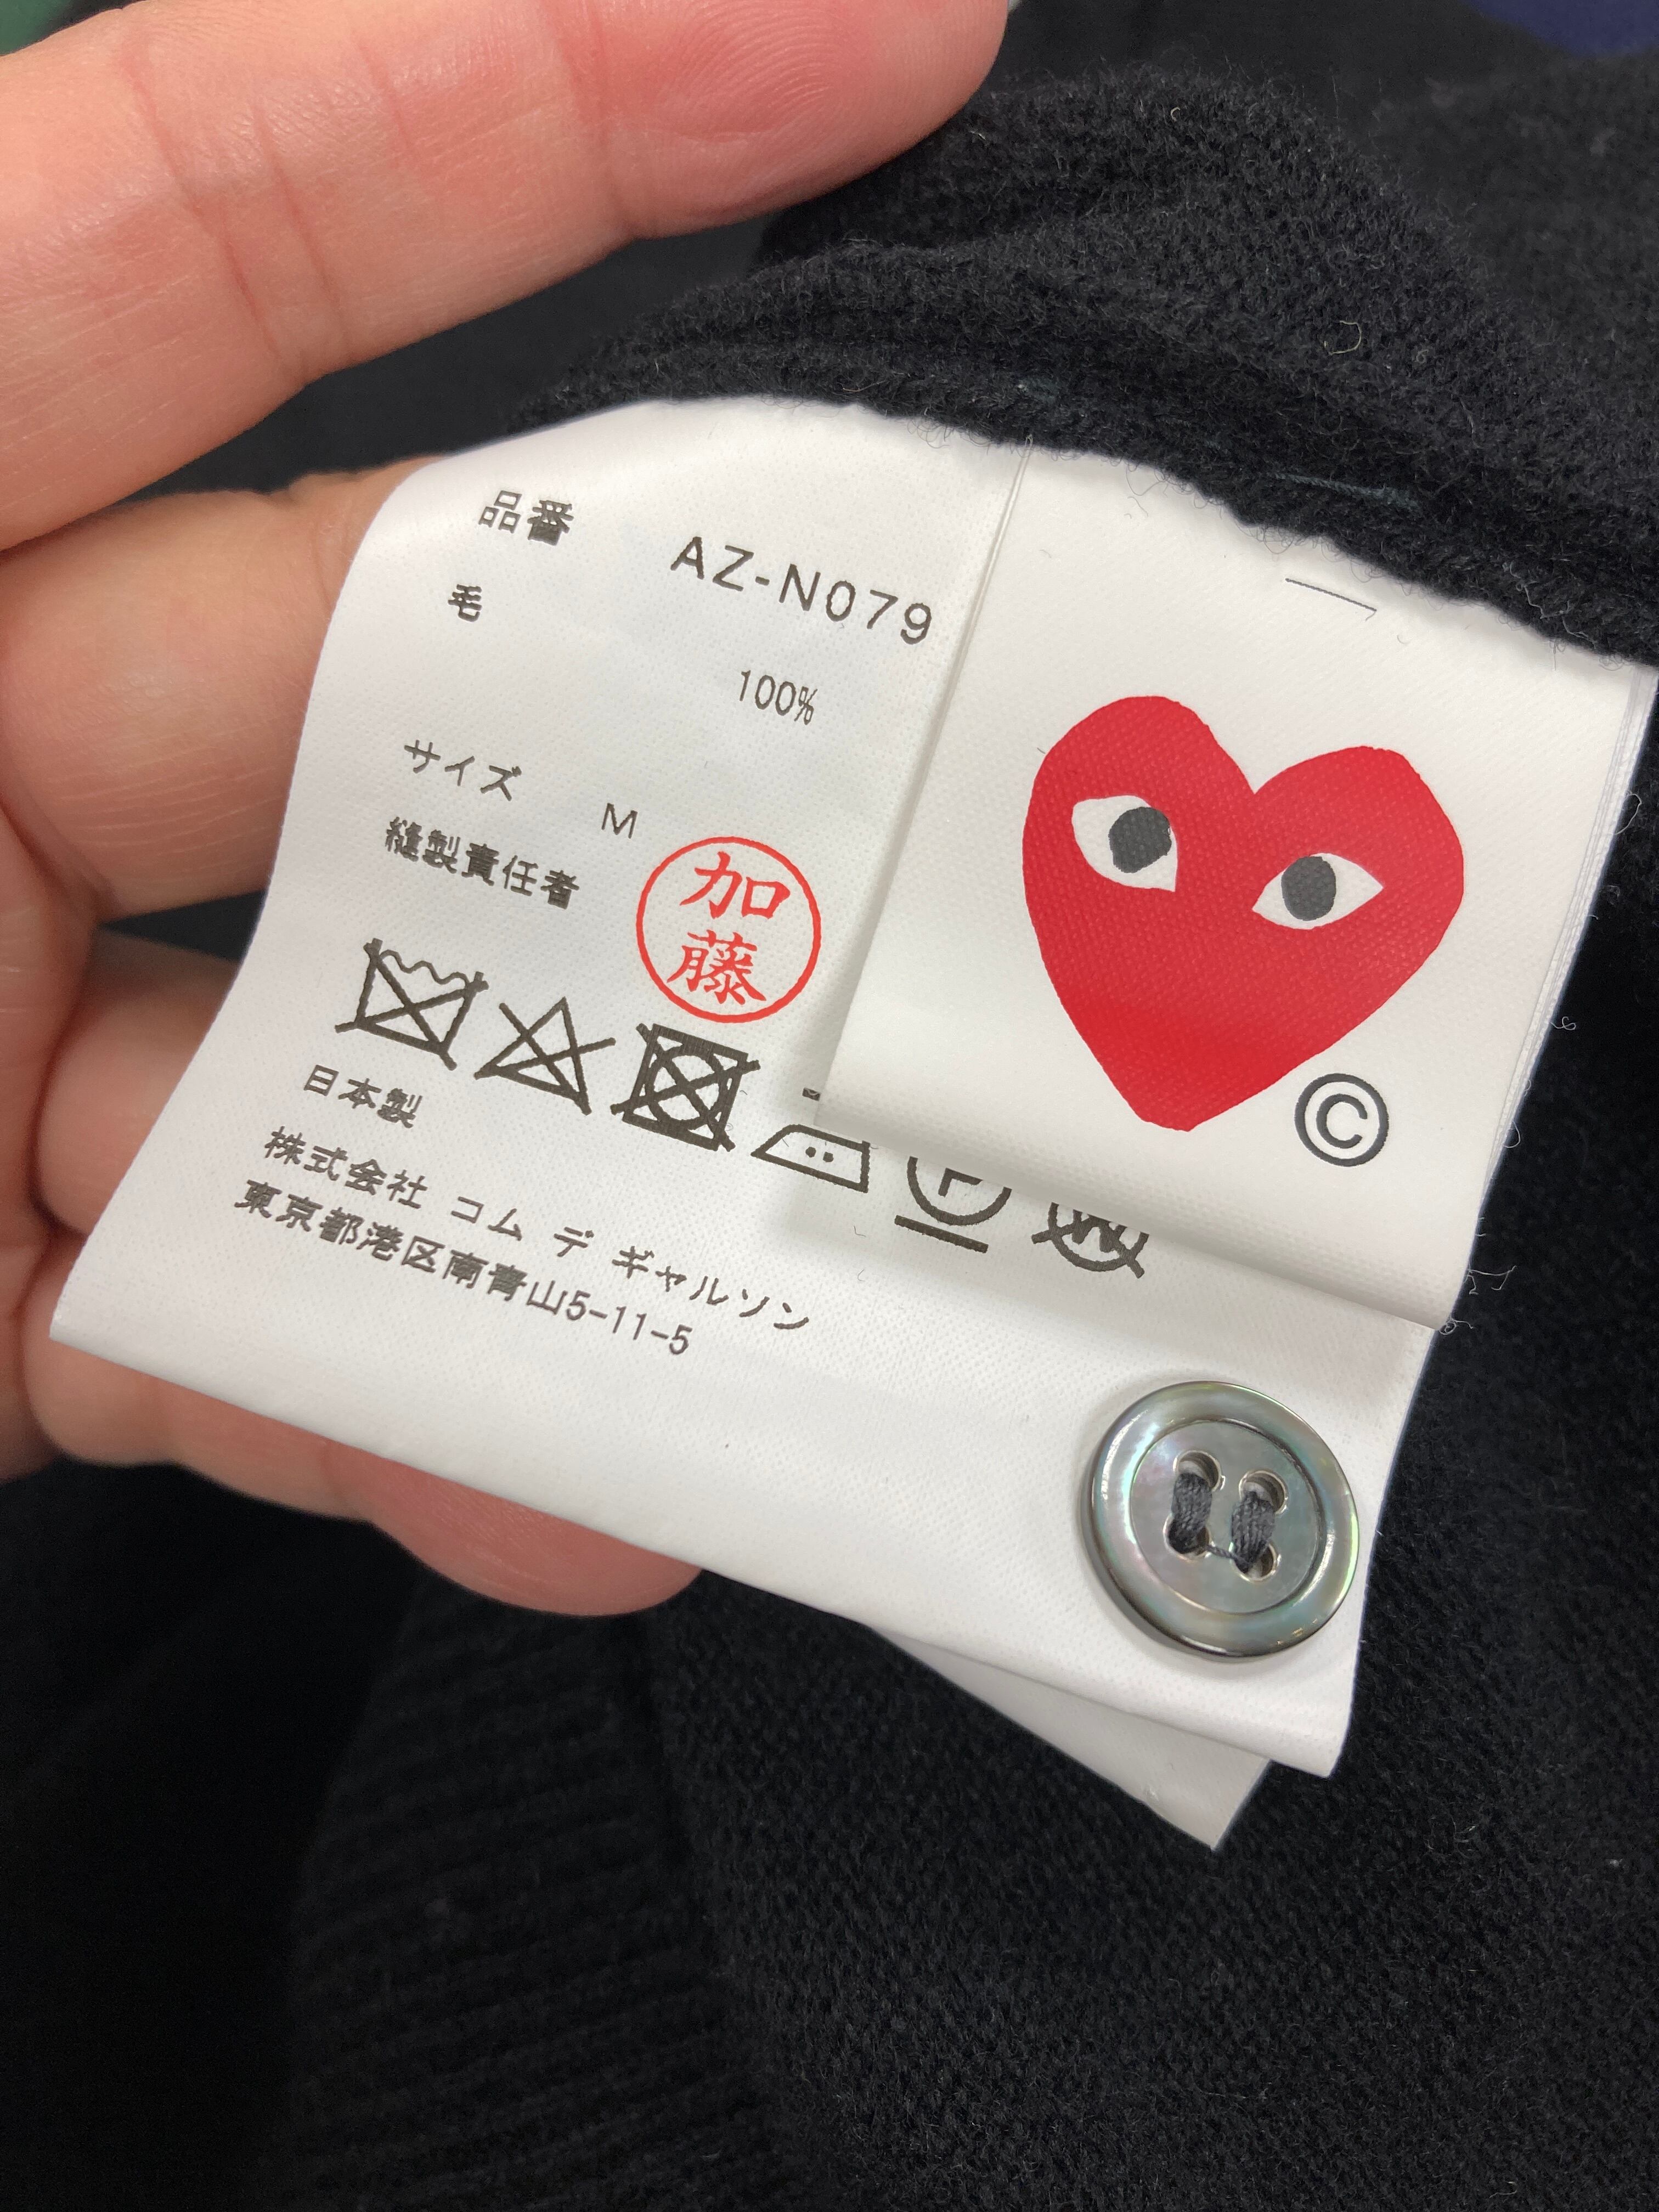 品番 AZ-N079
毛 100%
サイズ M
縫製責任者 加藤
日本製
株式会社 コム デ ギャルソン
東京都港区南青山5-11-5
©